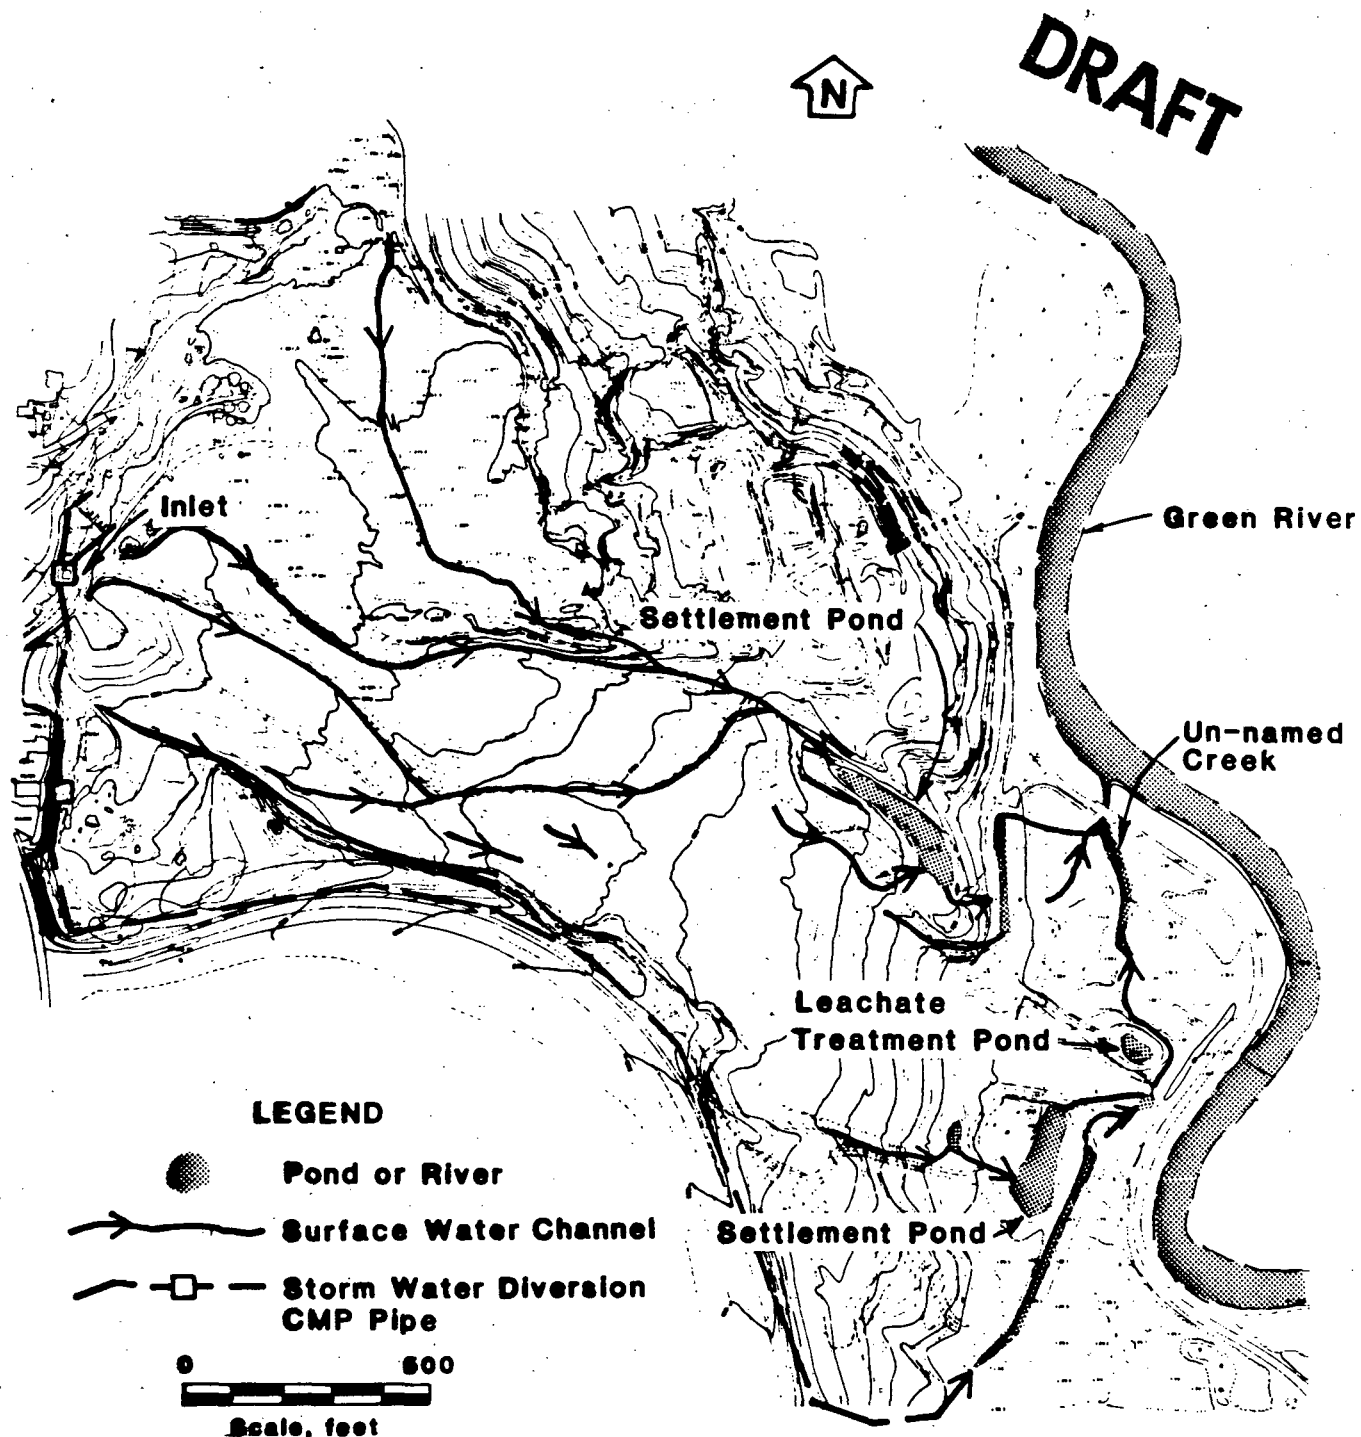 DRAFT
N
Inlet
Green River
Settlement Pond
Un-named
Creek
Leachate
Treatment Pond
LEGEND
Pond or River
Surface Water Channel
Settlement Pond
Storm Water Diversion
CMP Pipe
0 600
Scale, feet